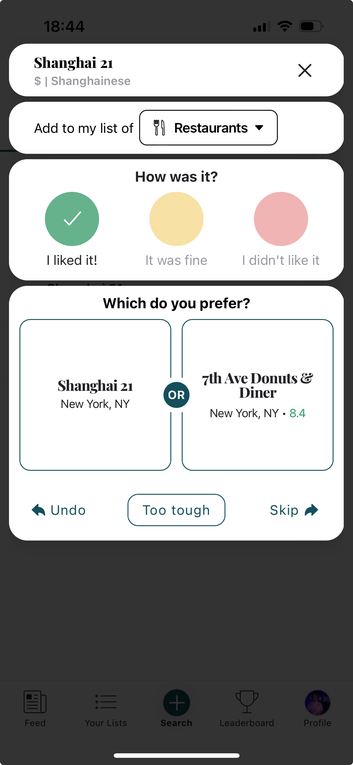 18:44
Shanghai 21
$ | Shanghainese
Add to my list of Restaurants
How was it?
I liked it! It was fine I didn't like it
Which do you prefer?
Shanghai 21
New York, NY
OR
7th Ave Donuts &
Diner
New York, NY • 8.4
Undo Too tough Skip
Feed Your Lists Search Leaderboard Profile